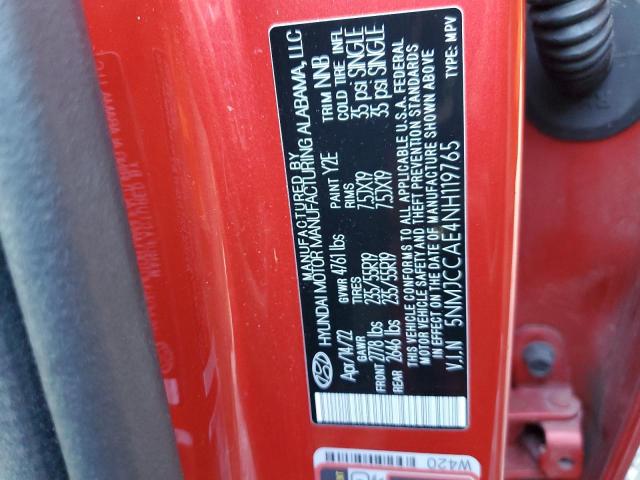 MANUFACTURED BY
HYUNDAI MOTOR MANUFACTURING ALABAMA, LLC
Apr/14/22 GVWR 4761 lbs PAINT Y2E TRIM NNB
GAWR TIRES RIMS COLD TIRE INFL
FRONT 2778 lbs 235/55R19 7.5JX19 35 psi SINGLE
REAR 2646 lbs 235/55R19 7.5JX19 35 psi SINGLE
THIS VEHICLE CONFORMS TO ALL APPLICABLE U.S.A. FEDERAL
MOTOR VEHICLE SAFETY AND THEFT PREVENTION STANDARDS
IN EFFECT ON THE DATE OF MANUFACTURE SHOWN ABOVE
V.I.N 5NMJCCAE4NH119765 TYPE: MPV
W420